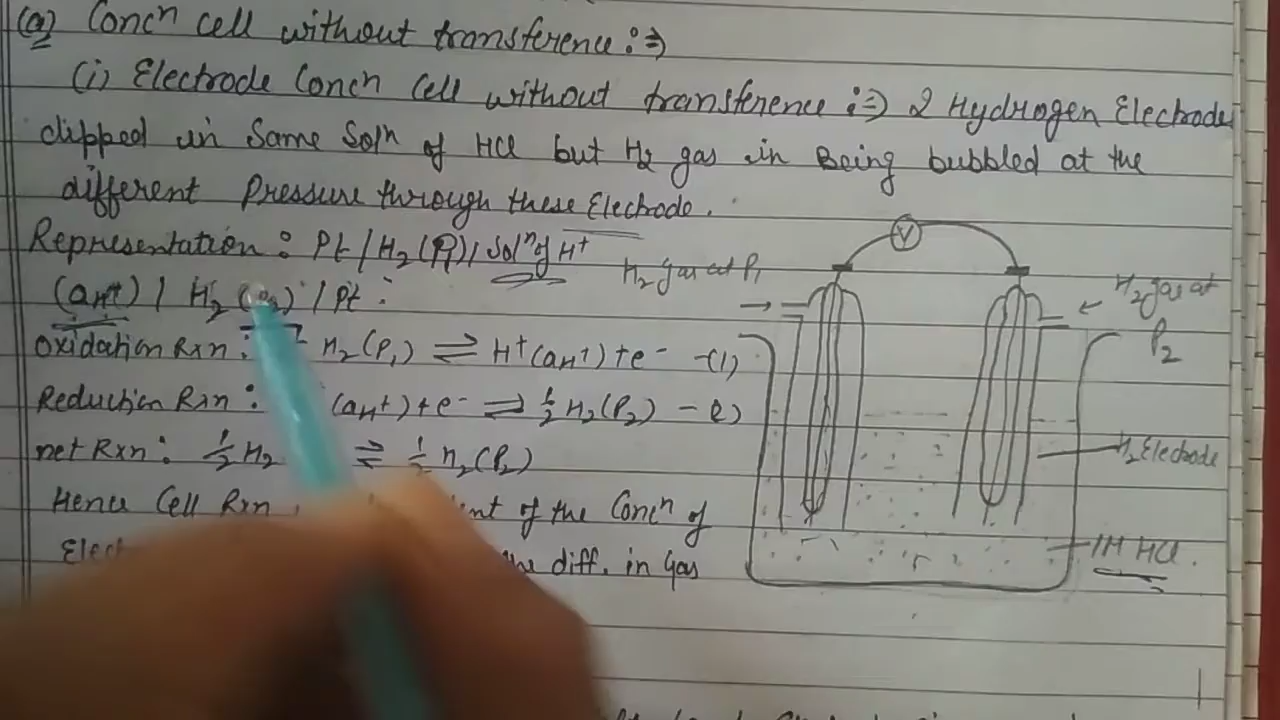 (a) Concn cell without transference :⇒
(i) Electrode Concn Cell without transference :⇒ 2 Hydrogen Electrode
dipped in Same Soln of HCl but H2 gas in Being bubbled at the
different Pressure through these Electrode.
Representation : Pt / H2 (P1) / Soln of H+
(aH+) / H2 ( ) / Pt :
Oxidation Rxn : H2 (P1) ⇌ H+ (aH+) + e- -(1)
Reduction Rxn : (aH+) + e- ⇌ 1/2 H2 (P2) - 2)
net Rxn : 1/2 H2 ⇌ 1/2 H2 (P2)
Hence Cell Rxn of the Concn of
diff. in Gas
V
H2 gas at P1
H2 gas at
P2
H2 Electrode
1M HCl.